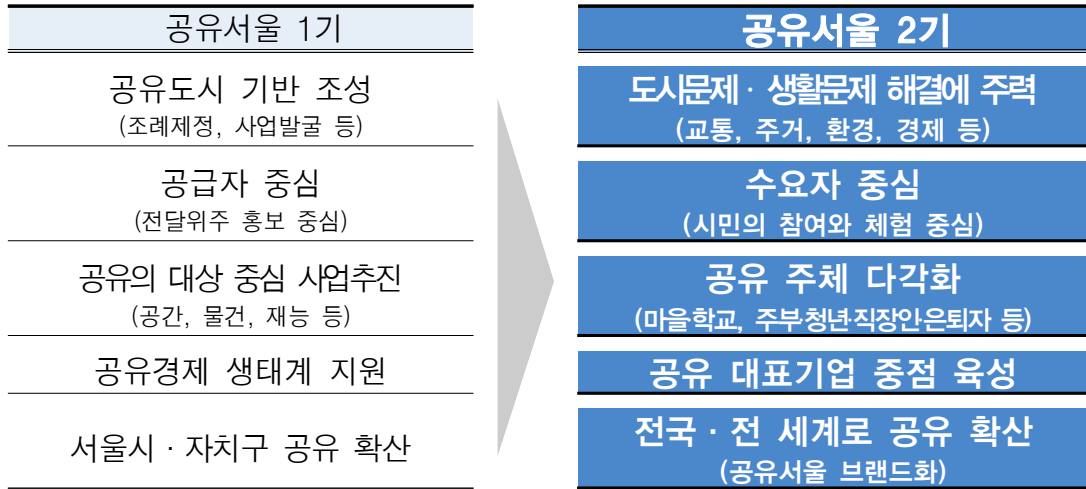 공유서울 1기
공유도시 기반 조성
(조례제정, 사업발굴 등)
공급자 중심
(전달위주 홍보 중심)
공유의 대상 중심 사업추진
(공간, 물건, 재능 등)
공유경제 생태계 지원
서울시 · 자치구 공유 확산
공유서울 2기
도시문제 · 생활문제 해결에 주력
(교통, 주거, 환경, 경제 등)
수요자 중심
(시민의 참여와 체험 중심)
공유 주체 다각화
(마을·학교, 주부·청년·직장인·은퇴자 등)
공유 대표기업 중점 육성
전국 · 전 세계로 공유 확산
(공유서울 브랜드화)